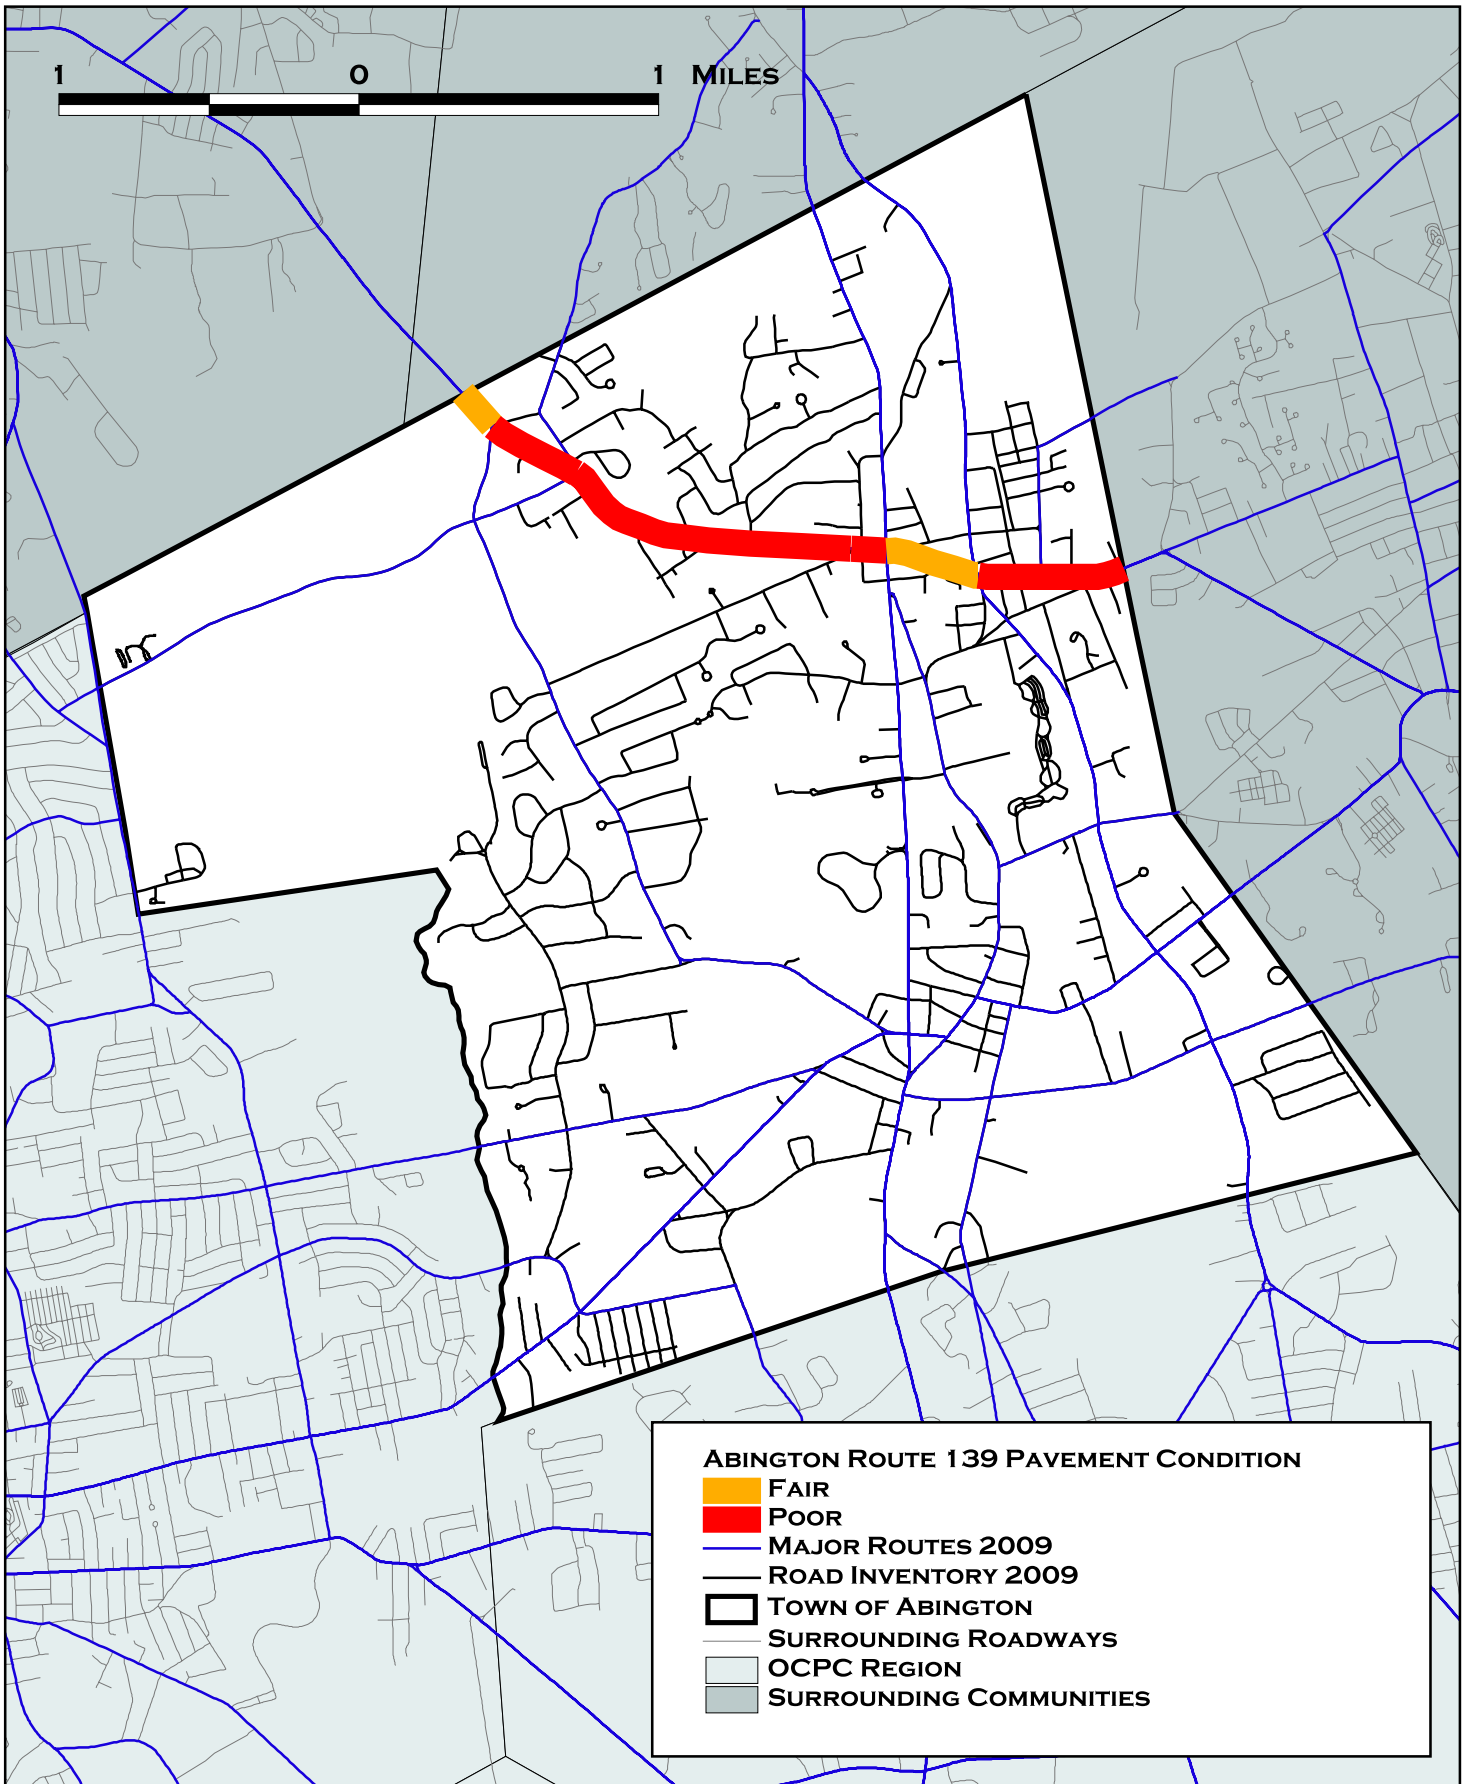 1 0 1 Miles
Abington Route 139 Pavement Condition
Fair
Poor
Major Routes 2009
Road Inventory 2009
Town of Abington
Surrounding Roadways
OCPC Region
Surrounding Communities